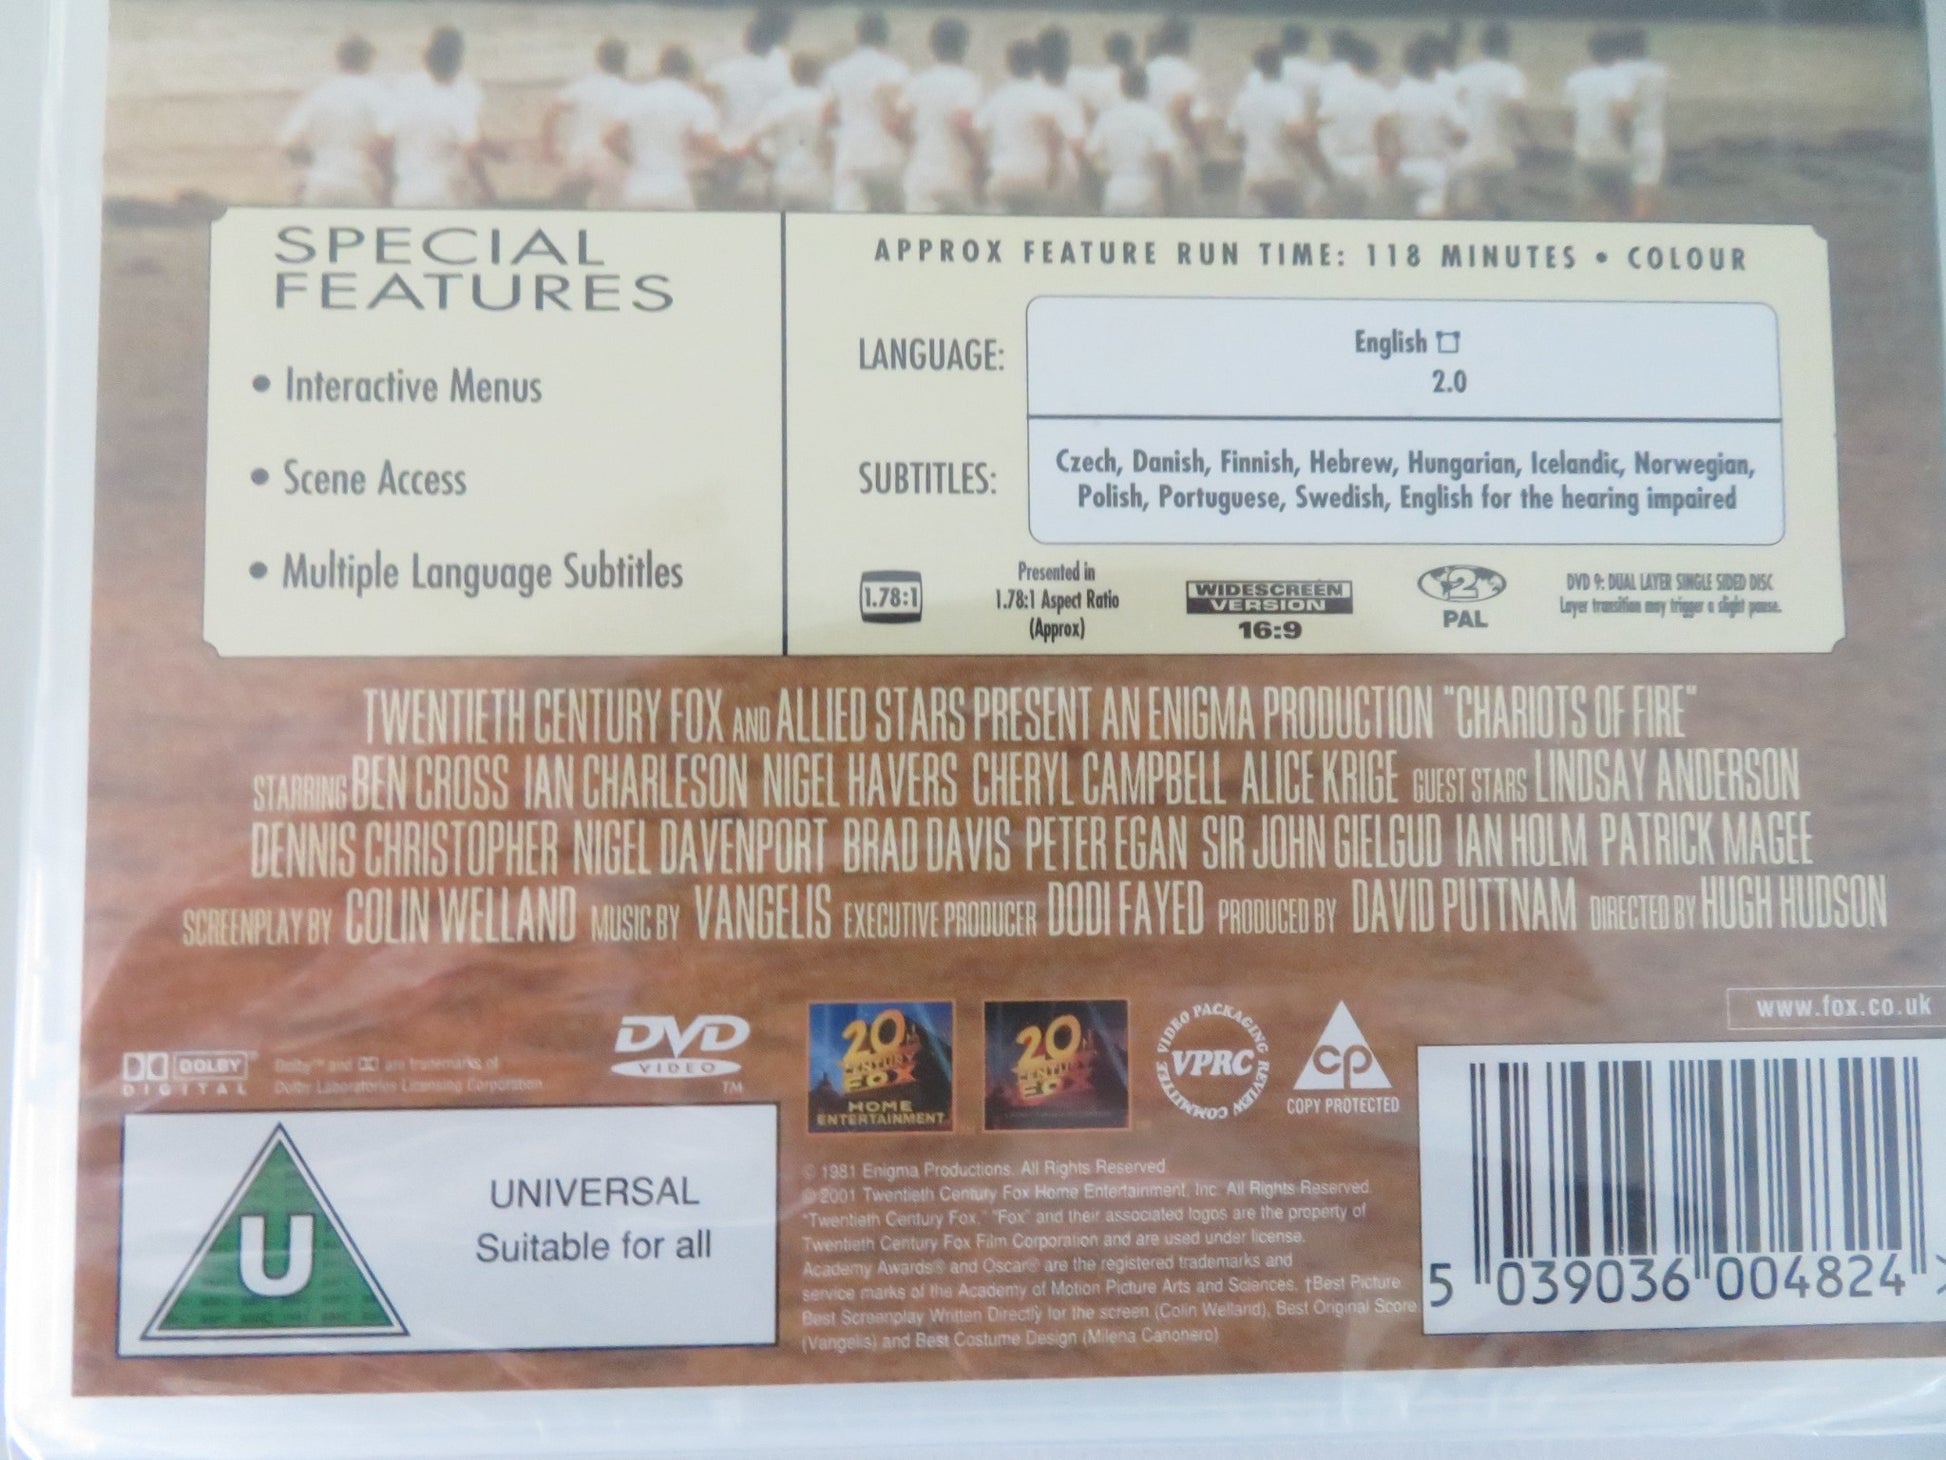 SPECIAL
FEATURES
• Interactive Menus
• Scene Access
• Multiple Language Subtitles
APPROX FEATURE RUN TIME: 118 MINUTES • COLOUR
LANGUAGE:
English
2.0
SUBTITLES:
Czech, Danish, Finnish, Hebrew, Hungarian, Icelandic, Norwegian,
Polish, Portuguese, Swedish, English for the hearing impaired
1.78:1
Presented in
1.78:1 Aspect Ratio
(Approx)
WIDESCREEN
VERSION
16:9
2
PAL
DVD 9: DUAL LAYER SINGLE SIDED DISC
Layer transition may trigger a slight pause.
TWENTIETH CENTURY FOX AND ALLIED STARS PRESENT AN ENIGMA PRODUCTION "CHARIOTS OF FIRE"
STARRING BEN CROSS IAN CHARLESON NIGEL HAVERS CHERYL CAMPBELL ALICE KRIGE GUEST STARS LINDSAY ANDERSON
DENNIS CHRISTOPHER NIGEL DAVENPORT BRAD DAVIS PETER EGAN SIR JOHN GIELGUD IAN HOLM PATRICK MAGEE
SCREENPLAY BY COLIN WELLAND MUSIC BY VANGELIS EXECUTIVE PRODUCER DODI FAYED PRODUCED BY DAVID PUTTNAM DIRECTED BY HUGH HUDSON
DOLBY
DIGITAL
Dolby™ and are trademarks of
Dolby Laboratories Licensing Corporation
DVD
VIDEO
TM
20TH
CENTURY
FOX
HOME
ENTERTAINMENT
20TH
CENTURY
FOX
VIDEO PACKAGING REVIEW COMMITTEE
VPRC
cp
COPY PROTECTED
www.fox.co.uk
U
UNIVERSAL
Suitable for all
© 1981 Enigma Productions. All Rights Reserved
© 2001 Twentieth Century Fox Home Entertainment, Inc. All Rights Reserved.
"Twentieth Century Fox," "Fox" and their associated logos are the property of
Twentieth Century Fox Film Corporation and are used under license.
Academy Awards® and Oscar® are the registered trademarks and
service marks of the Academy of Motion Picture Arts and Sciences. †Best Picture
Best Screenplay Written Directly for the screen (Colin Welland), Best Original Score
(Vangelis) and Best Costume Design (Milena Canonero)
5 039036 004824 >